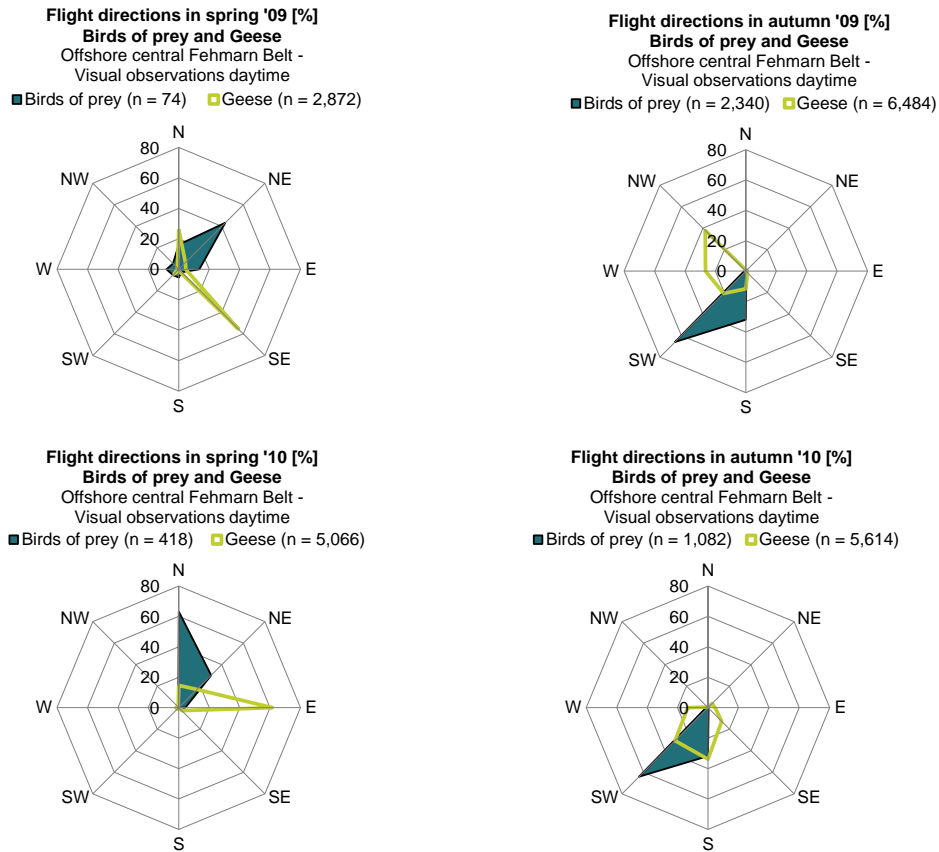 Flight directions in spring '09 [%]
Birds of prey and Geese
Offshore central Fehmarn Belt -
Visual observations daytime
Birds of prey (n = 74) Geese (n = 2,872)
N
80
NW
NE
60
40
20
W
0
E
SW
SE
S
Flight directions in autumn '09 [%]
Birds of prey and Geese
Offshore central Fehmarn Belt -
Visual observations daytime
Birds of prey (n = 2,340) Geese (n = 6,484)
N
80
NW
NE
60
40
20
W
0
E
SW
SE
S
Flight directions in spring '10 [%]
Birds of prey and Geese
Offshore central Fehmarn Belt -
Visual observations daytime
Birds of prey (n = 418) Geese (n = 5,066)
N
80
NW
NE
60
40
20
W
0
E
SW
SE
S
Flight directions in autumn '10 [%]
Birds of prey and Geese
Offshore central Fehmarn Belt -
Visual observations daytime
Birds of prey (n = 1,082) Geese (n = 5,614)
N
80
NW
NE
60
40
20
W
0
E
SW
SE
S